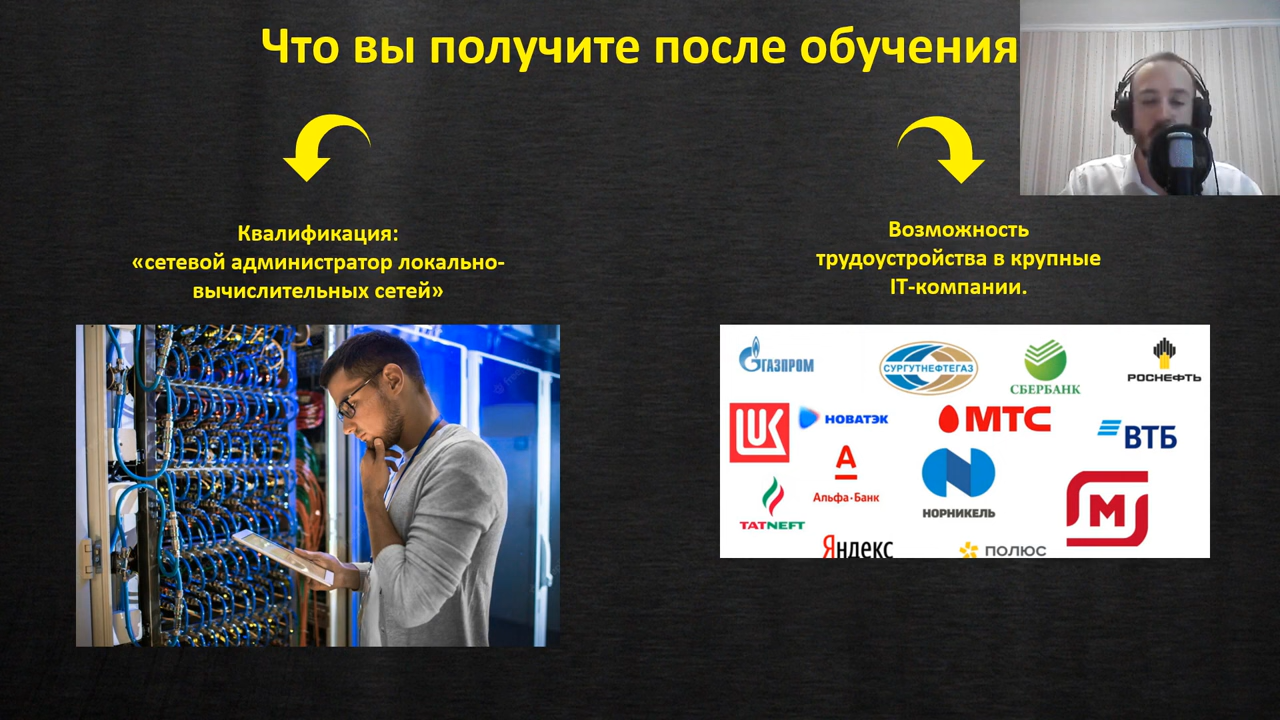 Что вы получите после обучения
Квалификация:
«сетевой администратор локально-
вычислительных сетей»
Возможность
трудоустройства в крупные
IT-компании.
ГАЗПРОМ
СУРГУТНЕФТЕГАЗ
СБЕРБАНК
РОСНЕФТЬ
LUK
НОВАТЭК
МТС
ВТБ
А
Альфа·Банк
НОРНИКЕЛЬ
М
TATNEFT
Яндекс
ПОЛЮС